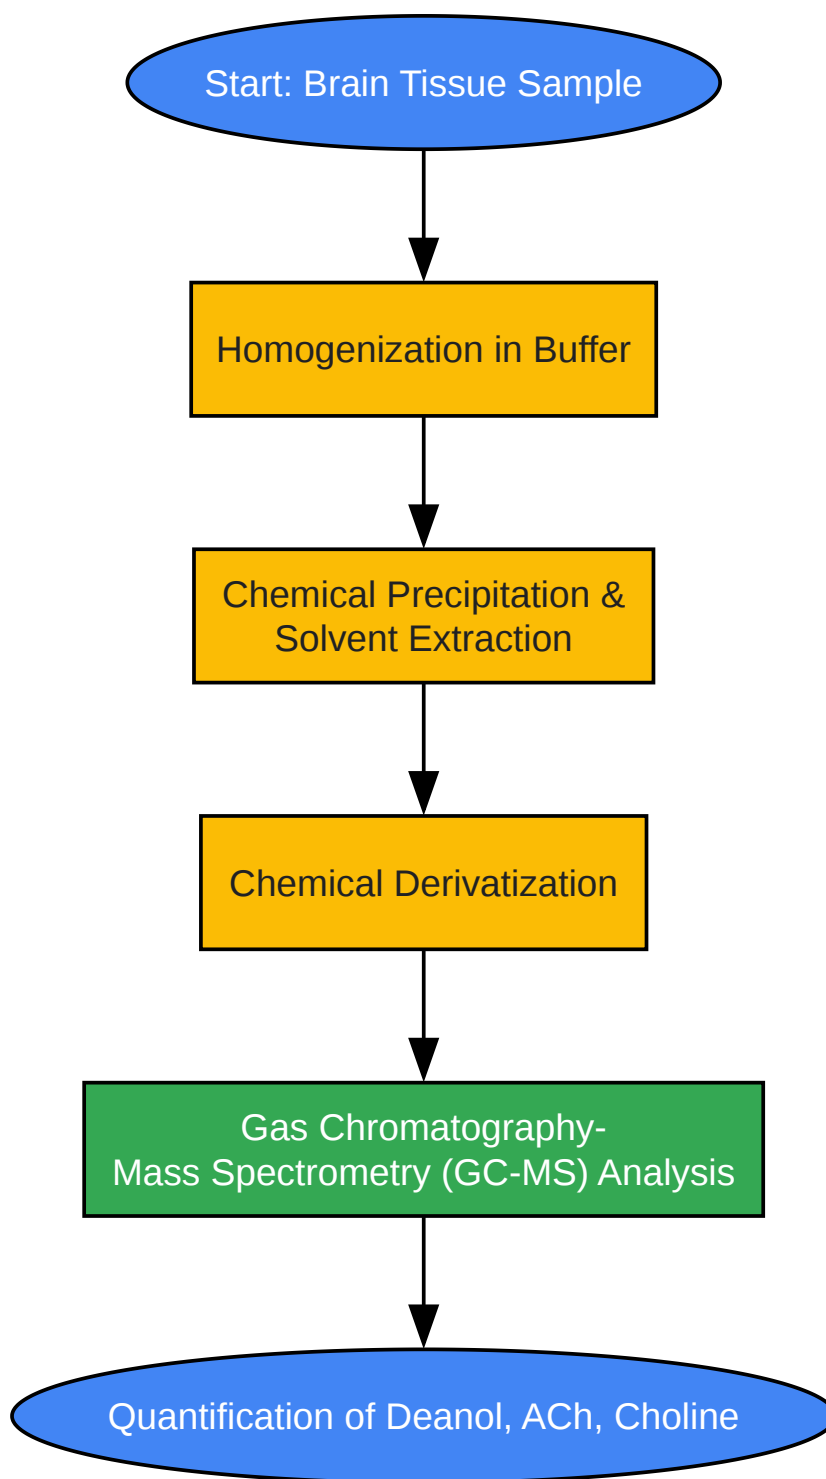 Start: Brain Tissue Sample
Homogenization in Buffer
Chemical Precipitation &
Solvent Extraction
Chemical Derivatization
Gas Chromatography-
Mass Spectrometry (GC-MS) Analysis
Quantification of Deanol, ACh, Choline